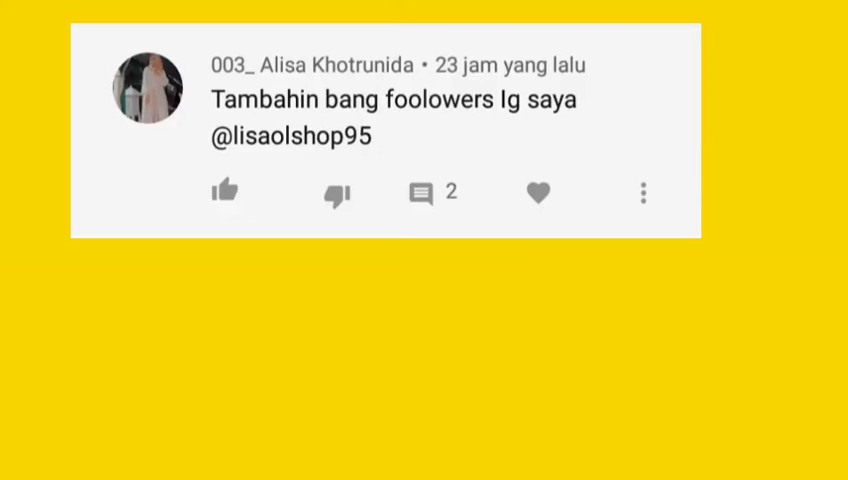 003_ Alisa Khotrunida • 23 jam yang lalu
Tambahin bang foolowers Ig saya
@lisaolshop95
2